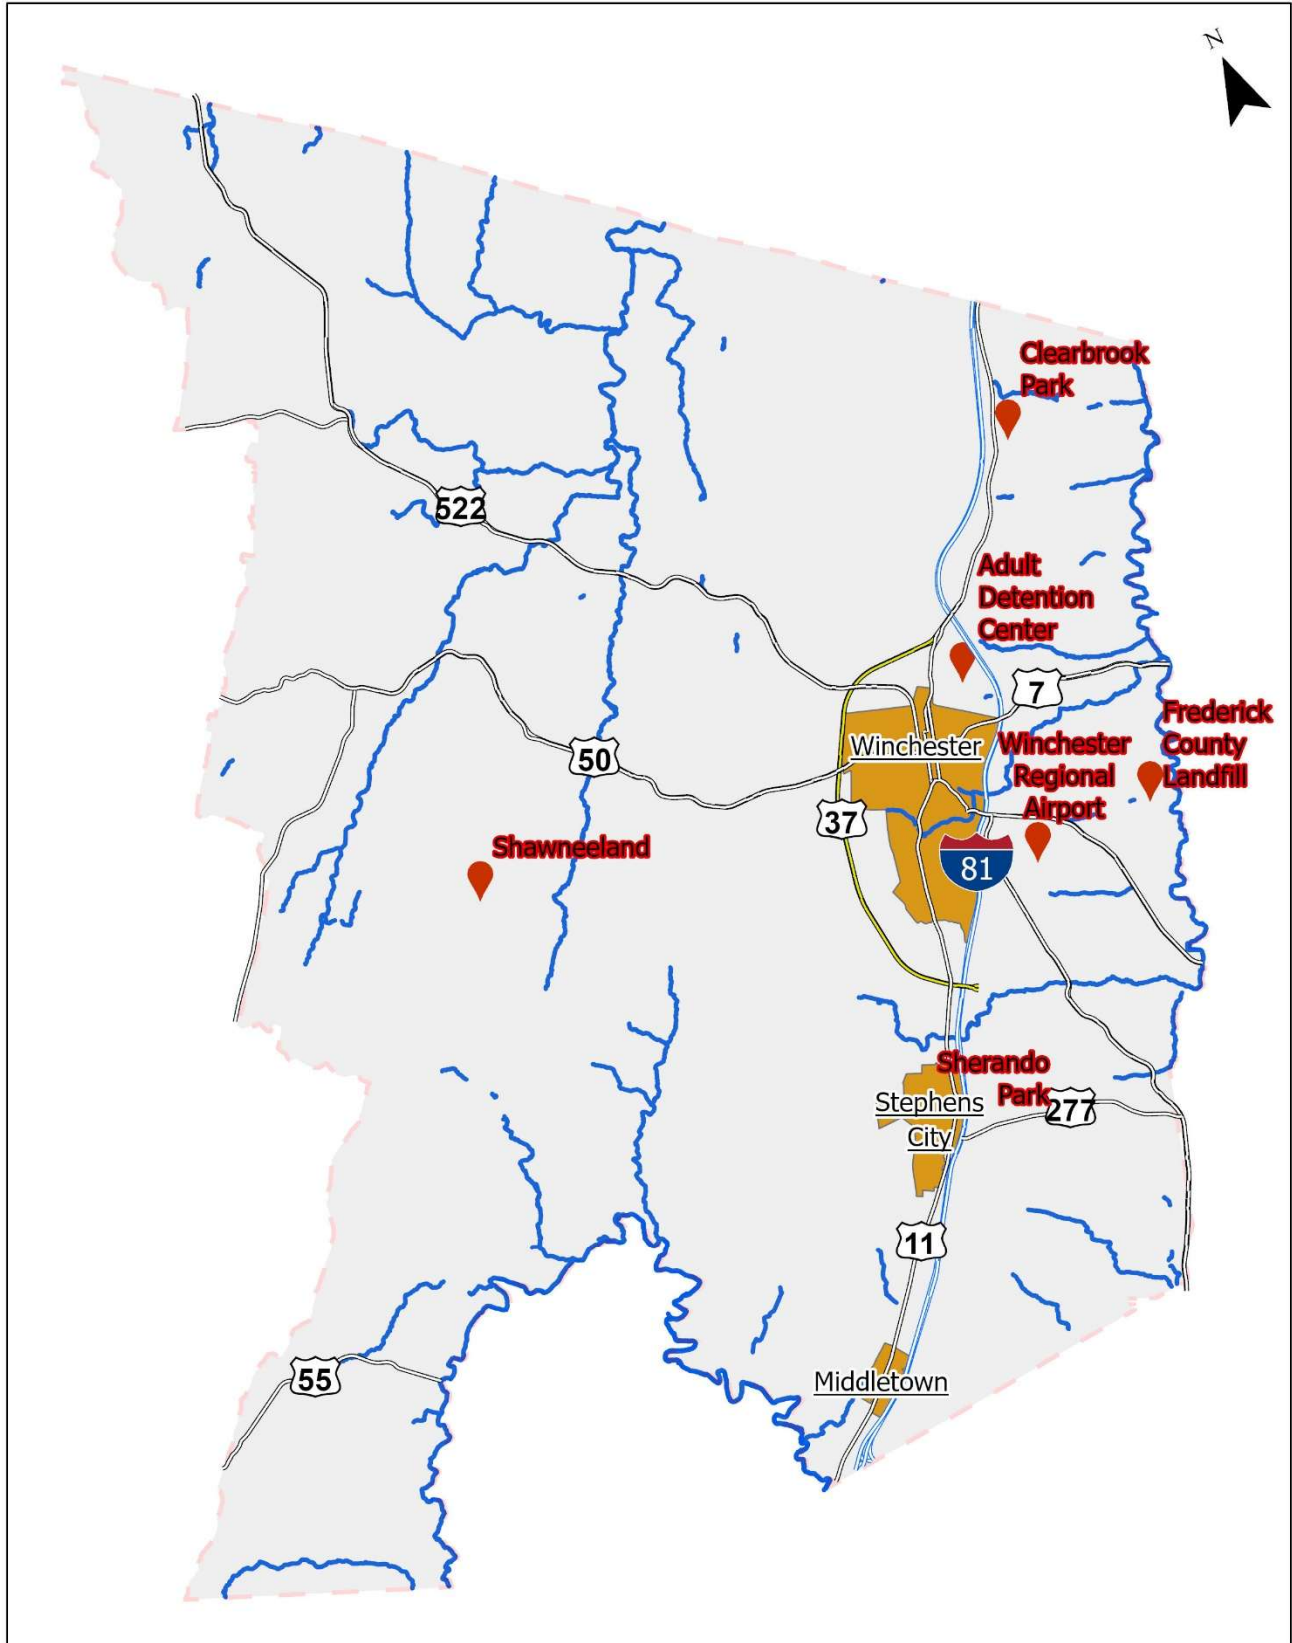 N
Clearbrook
Park
522
Adult
Detention
Center
7
Frederick
County
Landfill
Winchester
Winchester
Regional
Airport
50
37
81
Shawneeland
Sherando
Park
277
Stephens
City
11
55
Middletown